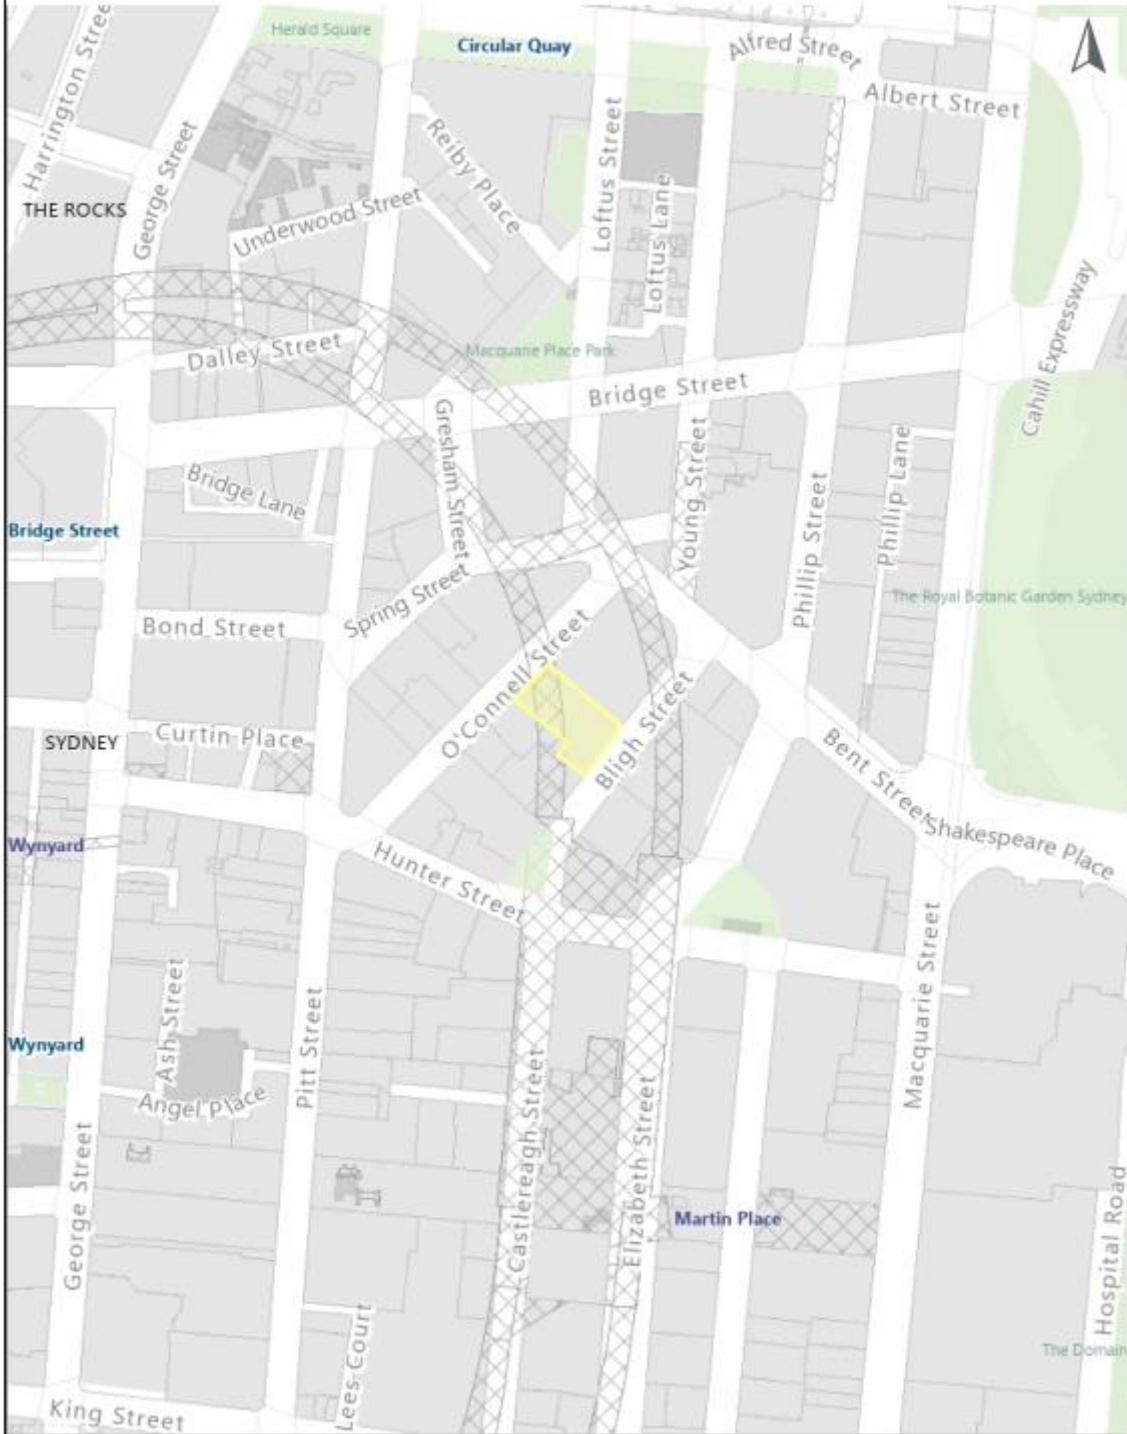 Herald Square
Circular Quay
Alfred Street
Albert Street
Harrington Stree
Reiby Place
Loftus Street
George Street
THE ROCKS
Underwood Street
Loftus Lane
Cahill Expressway
Dalley Street
Macquarie Place Park
Bridge Street
Gresham Street
Bridge Lane
Young Street
Phillip Lane
Phillip Street
Bridge Street
Spring Street
The Royal Botanic Garden Sydney
Bond Street
O'Connell Street
Bligh Street
SYDNEY
Curtin Place
Bent Street
Shakespeare Place
Wynyard
Hunter Street
Macquarie Street
Ash Street
Pitt Street
Wynyard
Angel Place
Castlereagh Street
Elizabeth Street
George Street
Martin Place
Hospital Road
Lees Court
The Domain
King Street